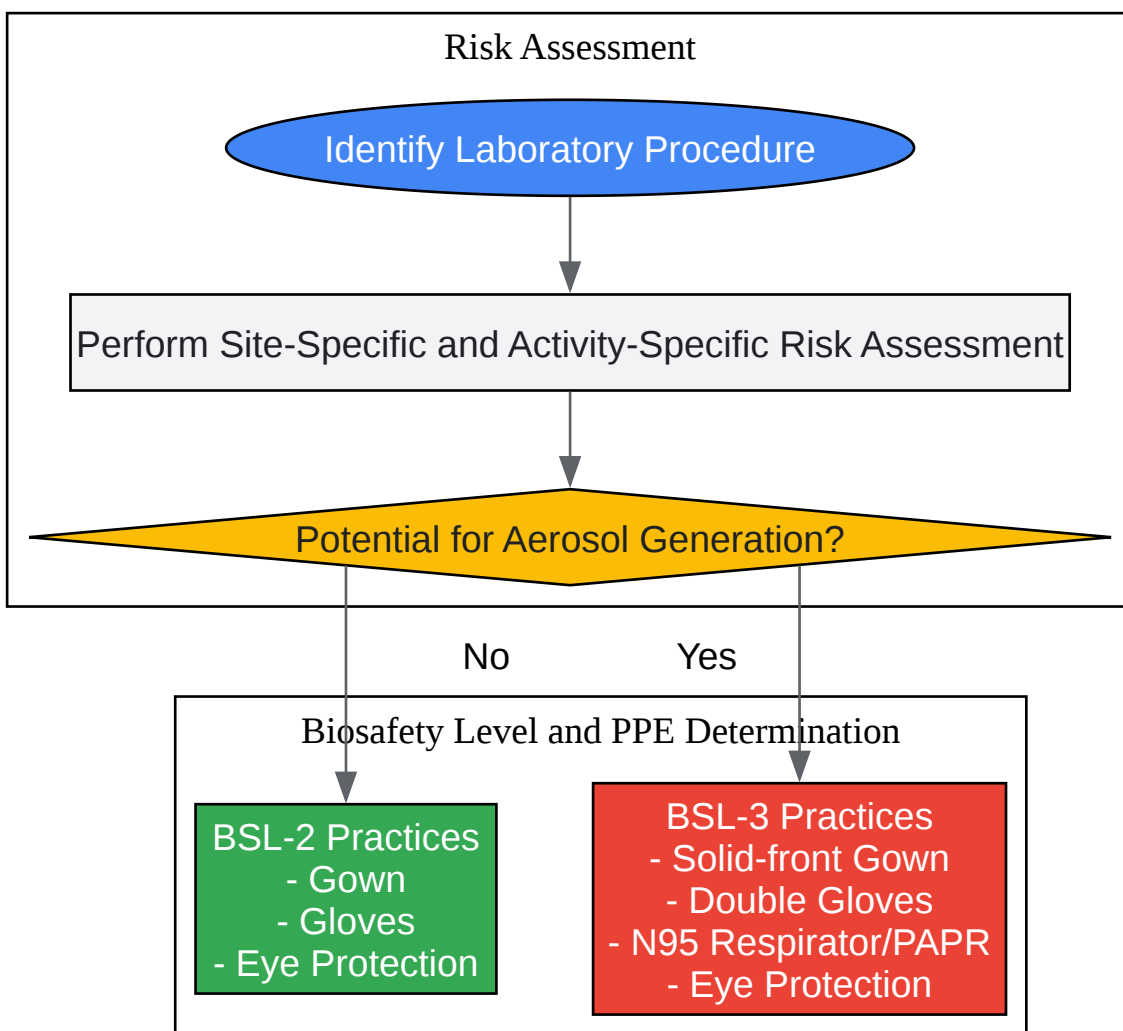 Risk Assessment
Identify Laboratory Procedure
Perform Site-Specific and Activity-Specific Risk Assessment
Potential for Aerosol Generation?
No
Yes
Biosafety Level and PPE Determination
BSL-2 Practices
- Gown
- Gloves
- Eye Protection
BSL-3 Practices
- Solid-front Gown
- Double Gloves
- N95 Respirator/PAPR
- Eye Protection